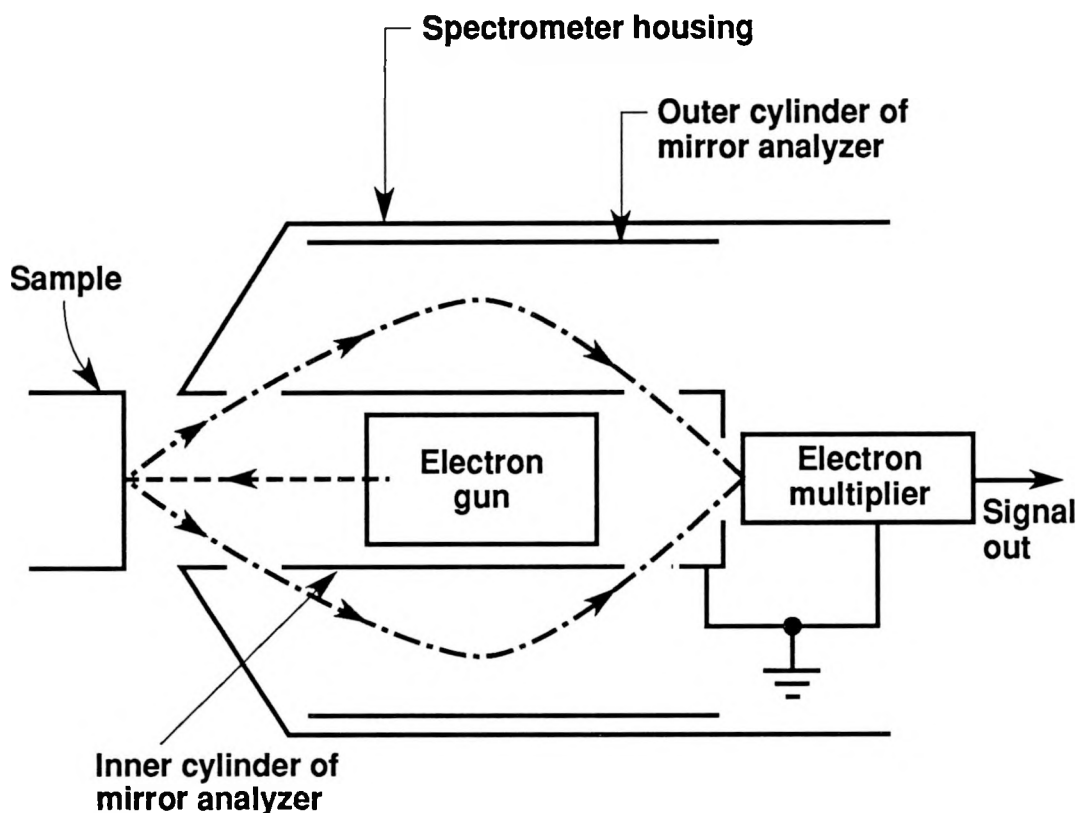 Spectrometer housing
Outer cylinder of
mirror analyzer
Sample
Electron
gun
Electron
multiplier
Signal
out
Inner cylinder of
mirror analyzer